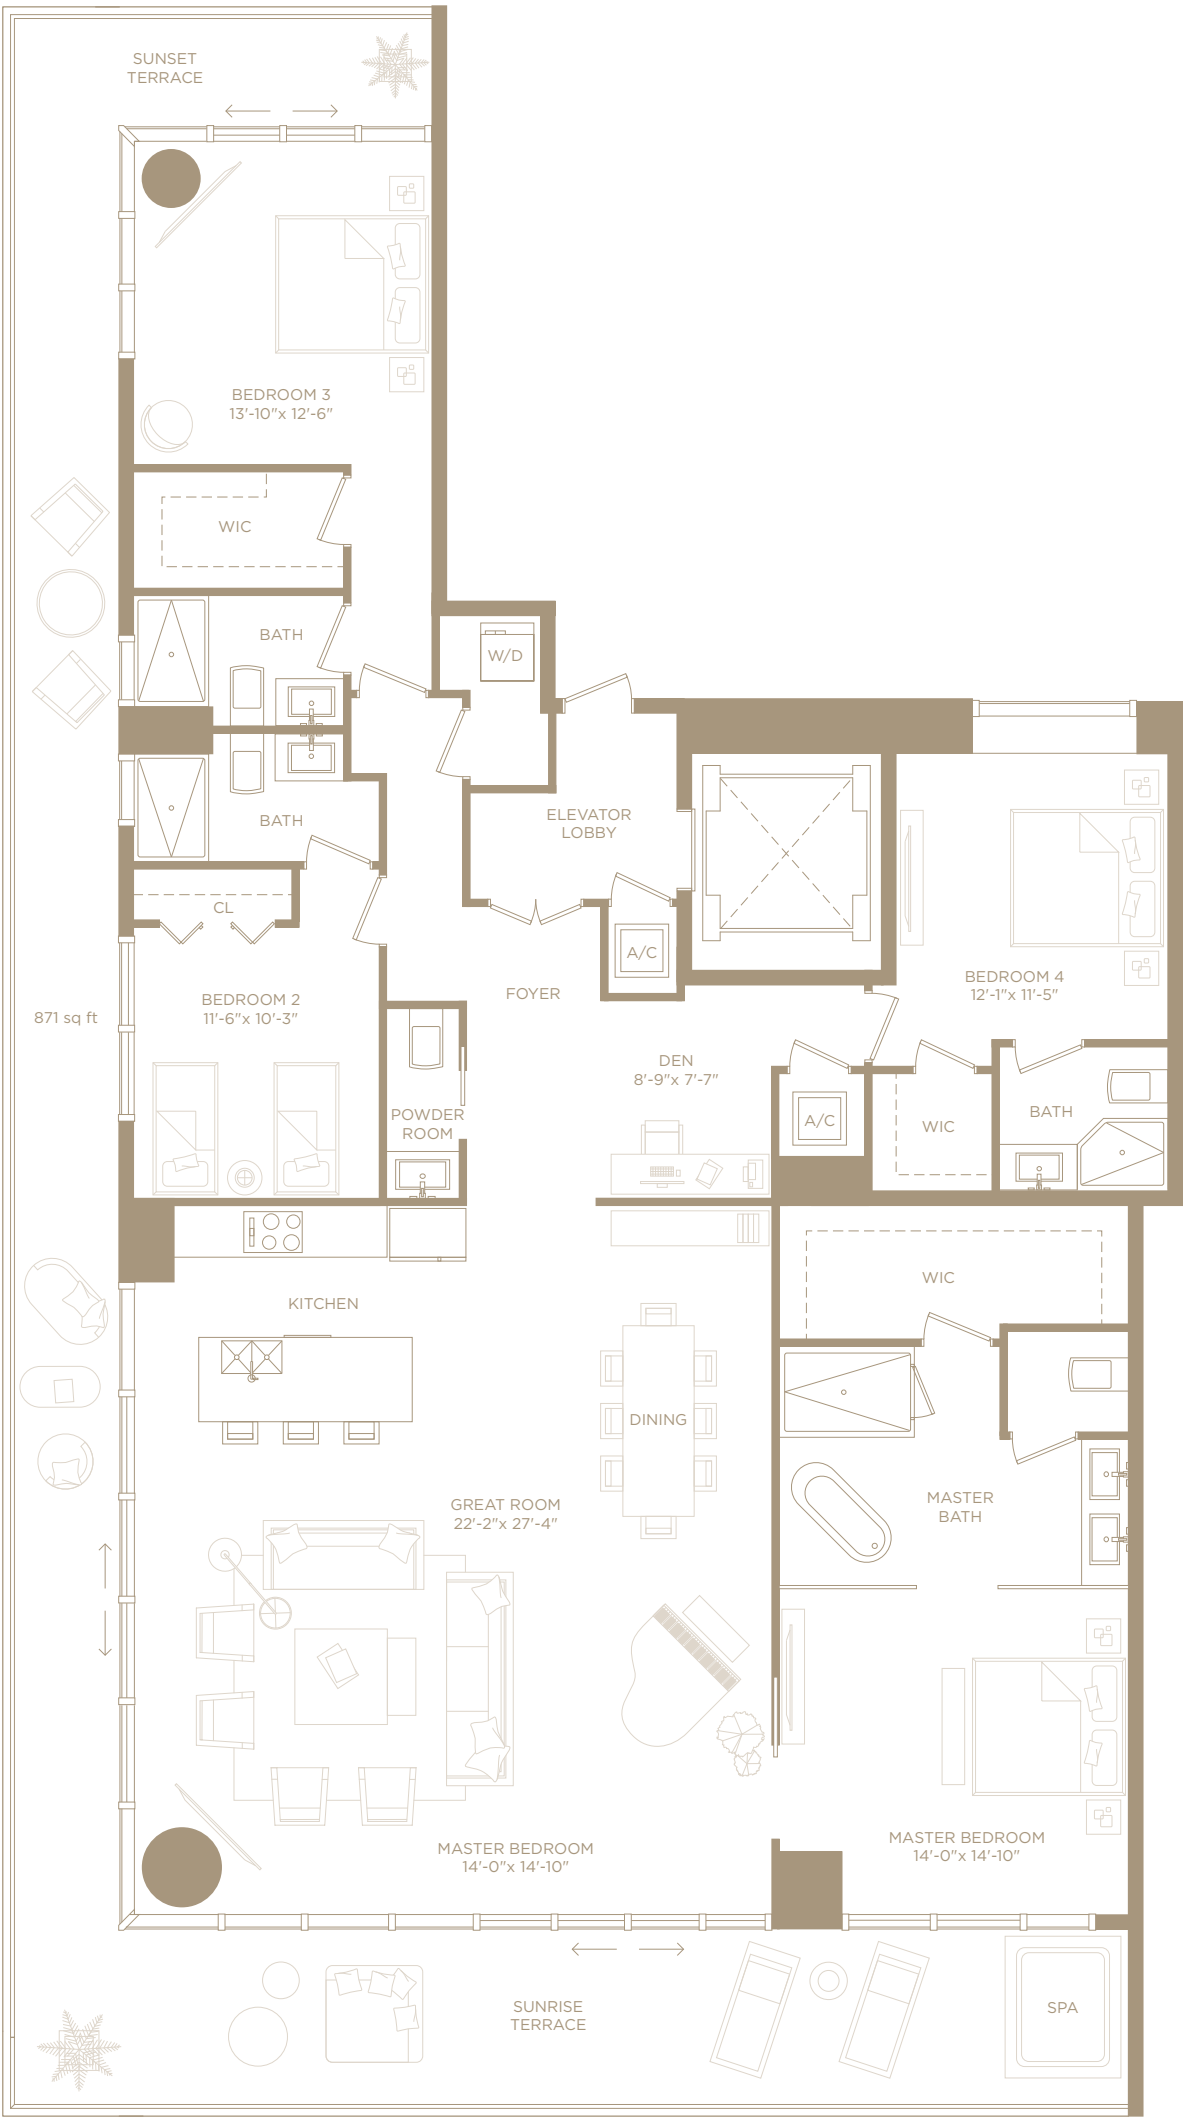 SUNSET
TERRACE
BEDROOM 3
13'-10"x 12'-6"
WIC
BATH
W/D
BATH
ELEVATOR
LOBBY
CL
A/C
BEDROOM 4
12'-1"x 11'-5"
FOYER
BEDROOM 2
11'-6"x 10'-3"
871 sq ft
DEN
8'-9"x 7'-7"
POWDER
ROOM
A/C
WIC
BATH
WIC
KITCHEN
DINING
GREAT ROOM
22'-2"x 27'-4"
MASTER
BATH
MASTER BEDROOM
14'-0"x 14'-10"
MASTER BEDROOM
14'-0"x 14'-10"
SUNRISE
TERRACE
SPA